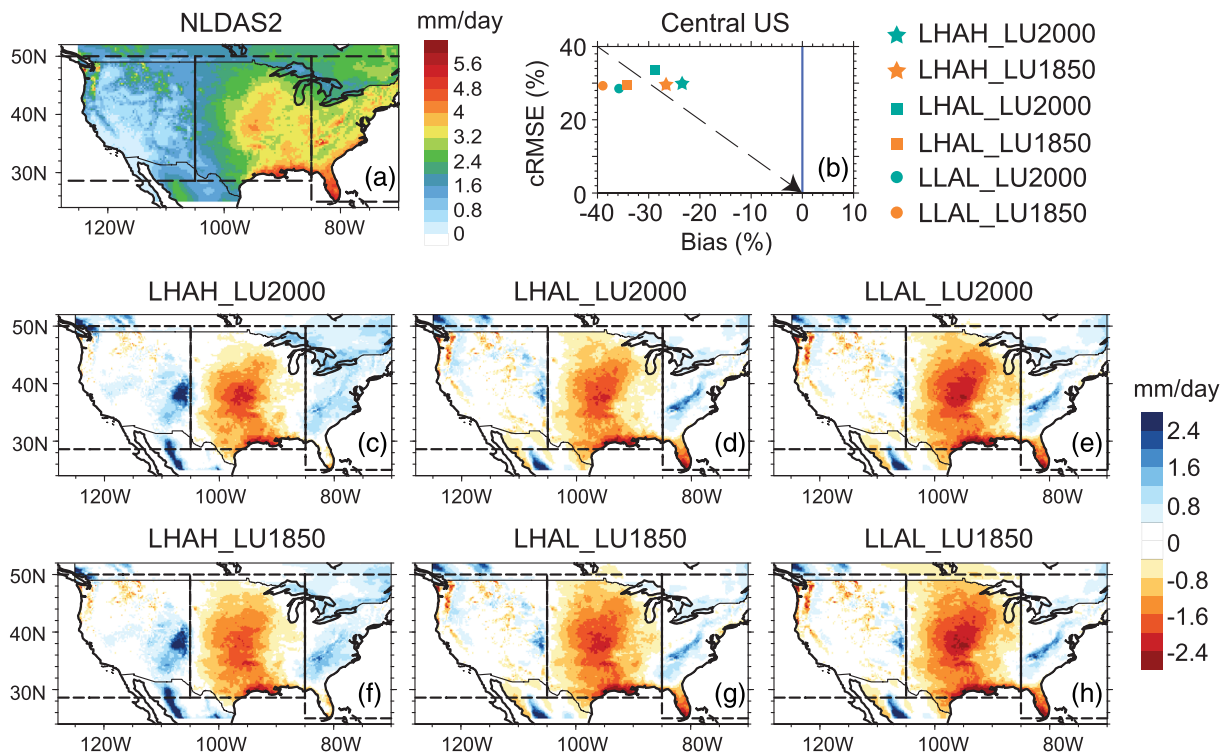 NLDAS2
mm/day
50N
40N
30N
120W 100W 80W
(a)
5.6
4.8
4
3.2
2.4
1.6
0.8
0
Central US
cRMSE (%)
40
20
0
-40 -30 -20 -10 0 10
Bias (%)
(b)
LHAH_LU2000
LHAH_LU1850
LHAL_LU2000
LHAL_LU1850
LLAL_LU2000
LLAL_LU1850
LHAH_LU2000 LHAL_LU2000 LLAL_LU2000
50N
40N
30N
(c) (d) (e)
120W 100W 80W 120W 100W 80W 120W 100W 80W
LHAH_LU1850 LHAL_LU1850 LLAL_LU1850
50N
40N
30N
(f) (g) (h)
120W 100W 80W 120W 100W 80W 120W 100W 80W
mm/day
2.4
1.6
0.8
0
-0.8
-1.6
-2.4